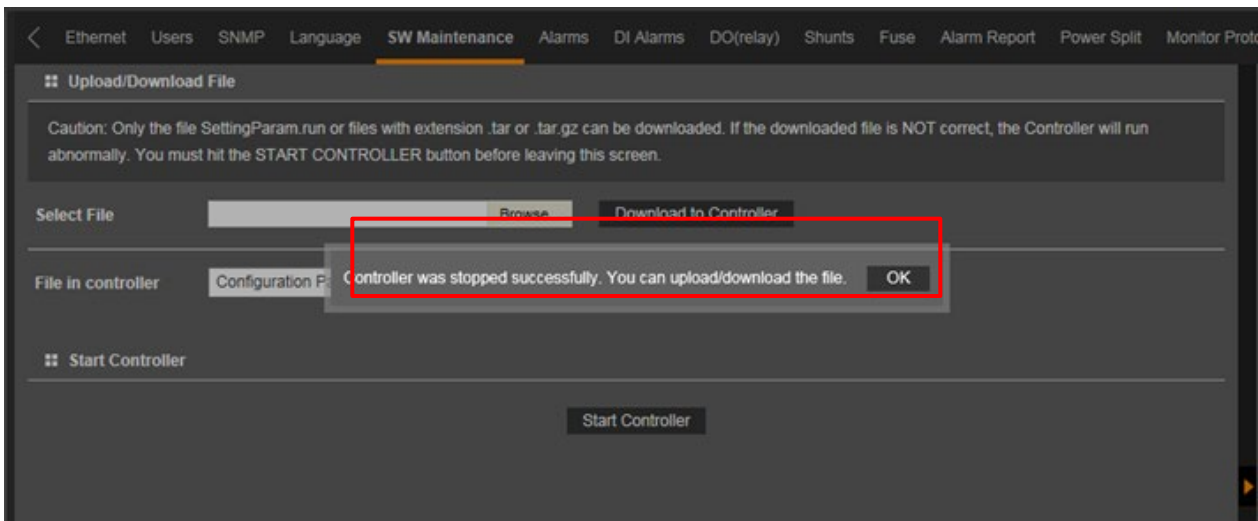 Ethernet Users SNMP Language SW Maintenance Alarms DI Alarms DO(relay) Shunts Fuse Alarm Report Power Split Monitor
Upload/Download File
Caution: Only the file SettingParam.run or files with extension .tar or .tar.gz can be downloaded. If the downloaded file is NOT correct, the Controller will run
abnormally. You must hit the START CONTROLLER button before leaving this screen.
Select File Browse... Download to Controller
File in controller Configuration
Controller was stopped successfully. You can upload/download the file. OK
Start Controller
Start Controller